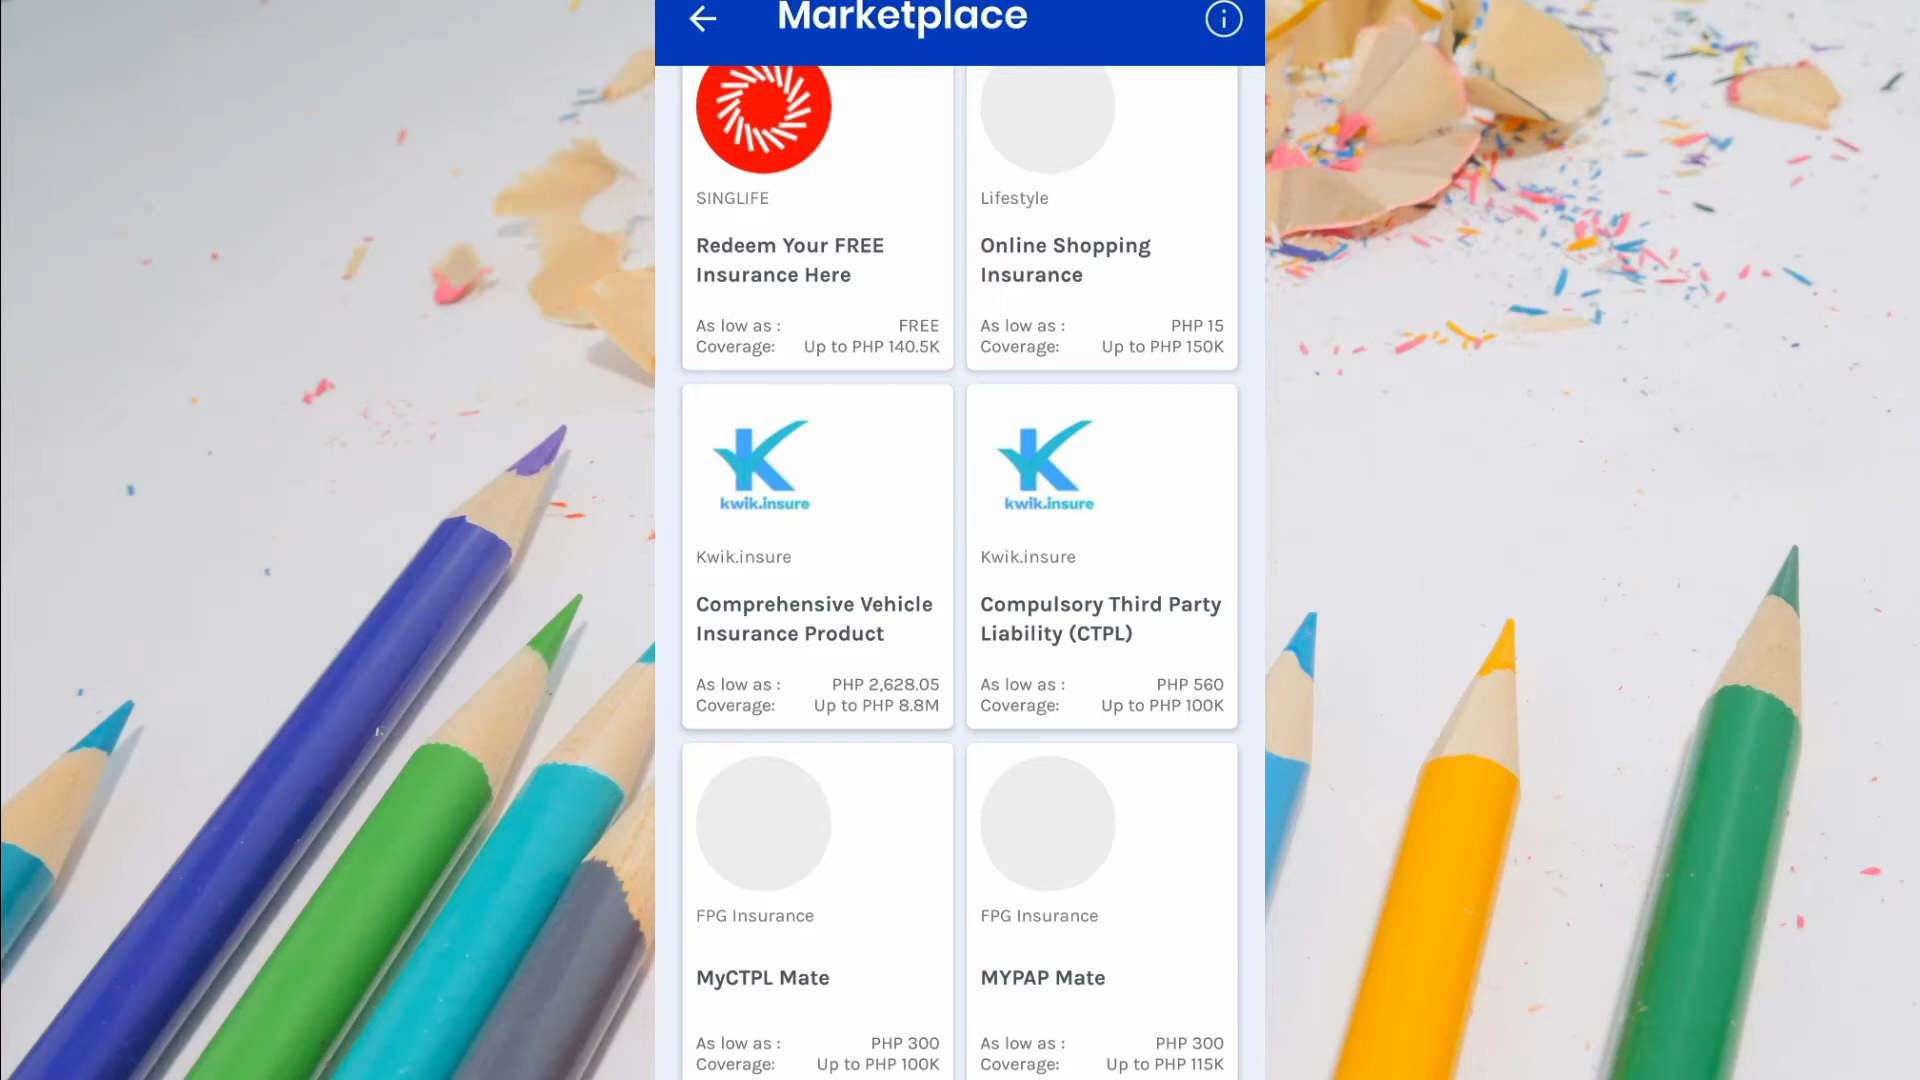 Marketplace
SINGLIFE
Redeem Your FREE
Insurance Here
As low as : FREE
Coverage: Up to PHP 140.5K
Lifestyle
Online Shopping
Insurance
As low as : PHP 15
Coverage: Up to PHP 150K
kwik.insure
Kwik.insure
Comprehensive Vehicle
Insurance Product
As low as : PHP 2,628.05
Coverage: Up to PHP 8.8M
kwik.insure
Kwik.insure
Compulsory Third Party
Liability (CTPL)
As low as : PHP 560
Coverage: Up to PHP 100K
FPG Insurance
MyCTPL Mate
As low as : PHP 300
Coverage: Up to PHP 100K
FPG Insurance
MYPAP Mate
As low as : PHP 300
Coverage: Up to PHP 115K